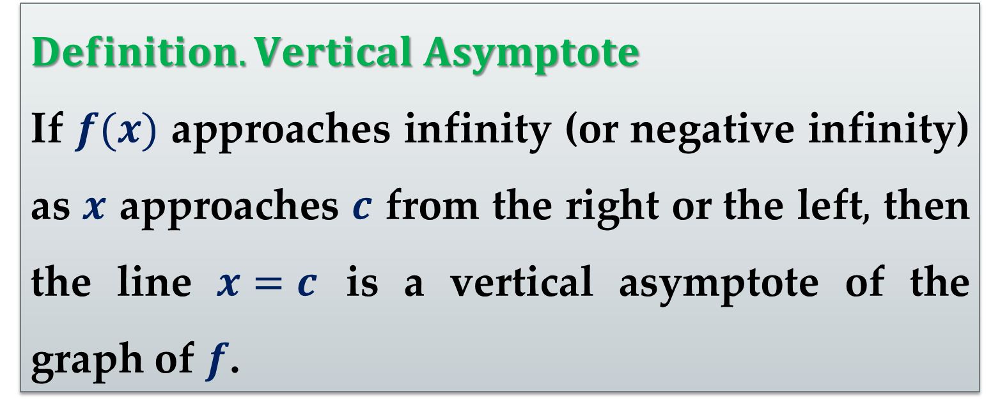 Definition. Vertical Asymptote
If f(x) approaches infinity (or negative infinity)
as x approaches c from the right or the left, then
the line x = c is a vertical asymptote of the
graph of f.